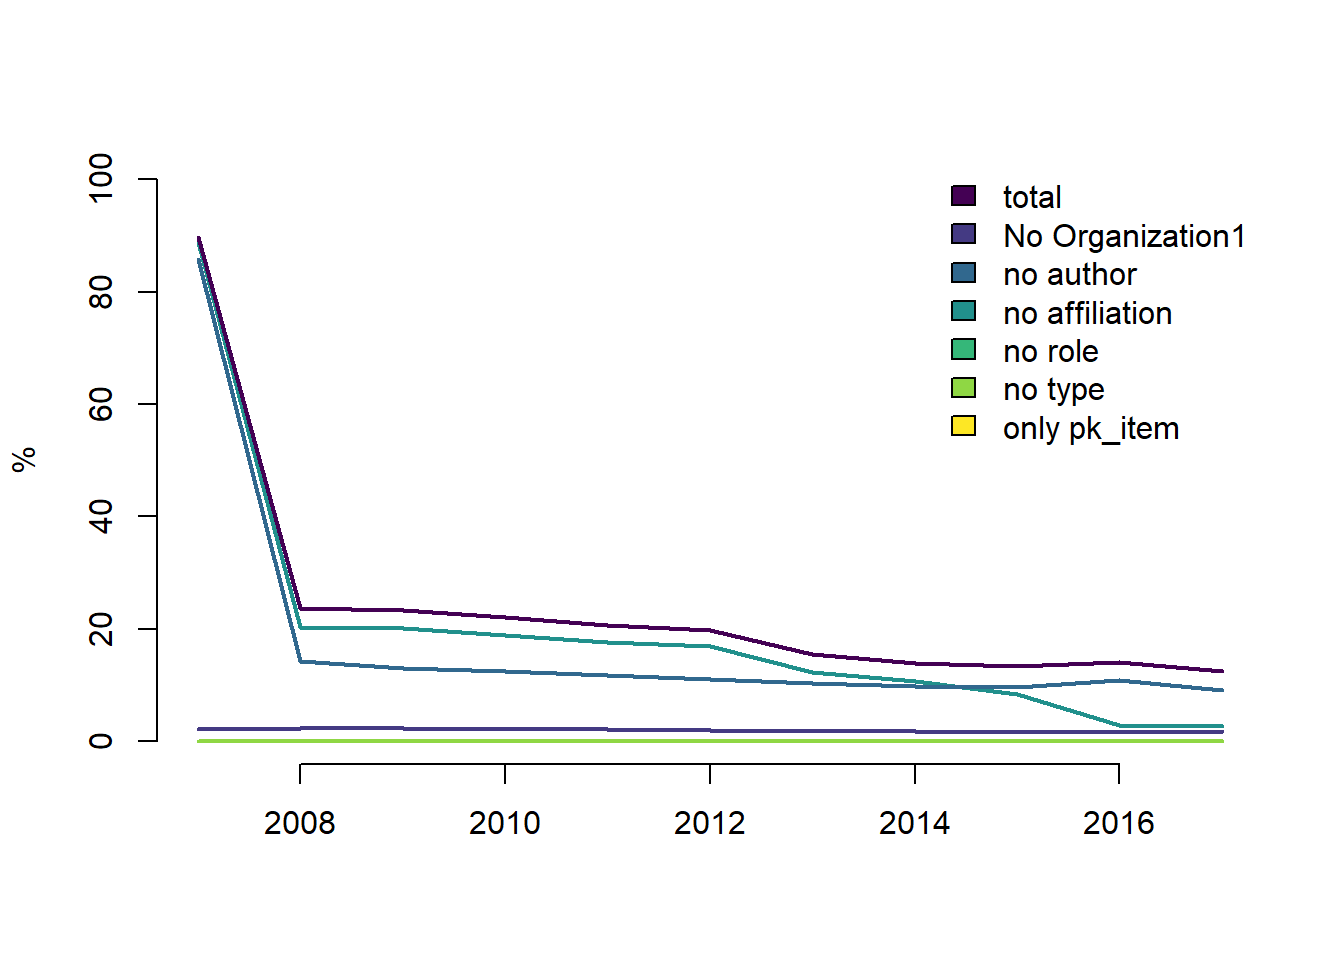 100
80
60
40
20
0
%
total
No Organization1
no author
no affiliation
no role
no type
only pk_item
2008 2010 2012 2014 2016